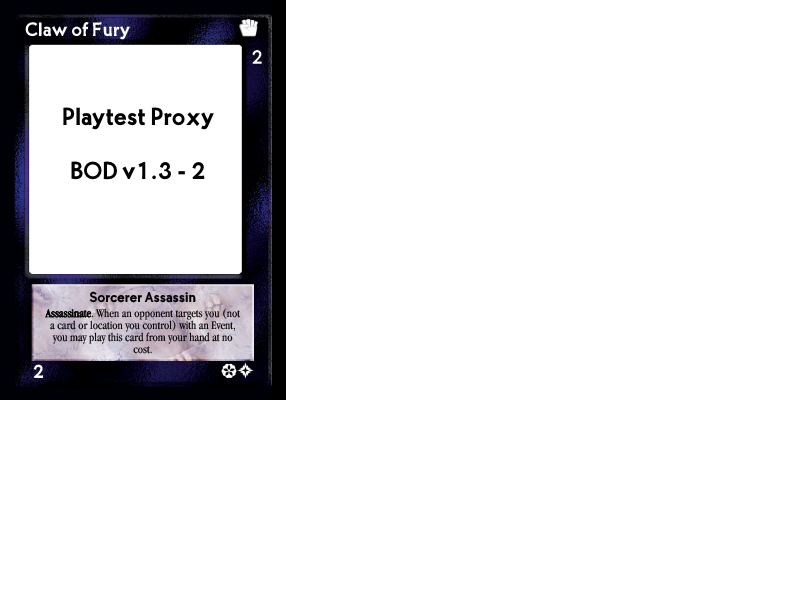 Claw of Fury
2
Playtest Proxy
BOD v1.3 - 2
Sorcerer Assassin
Assassinate. When an opponent targets you (not
a card or location you control) with an Event,
you may play this card from your hand at no
cost.
2